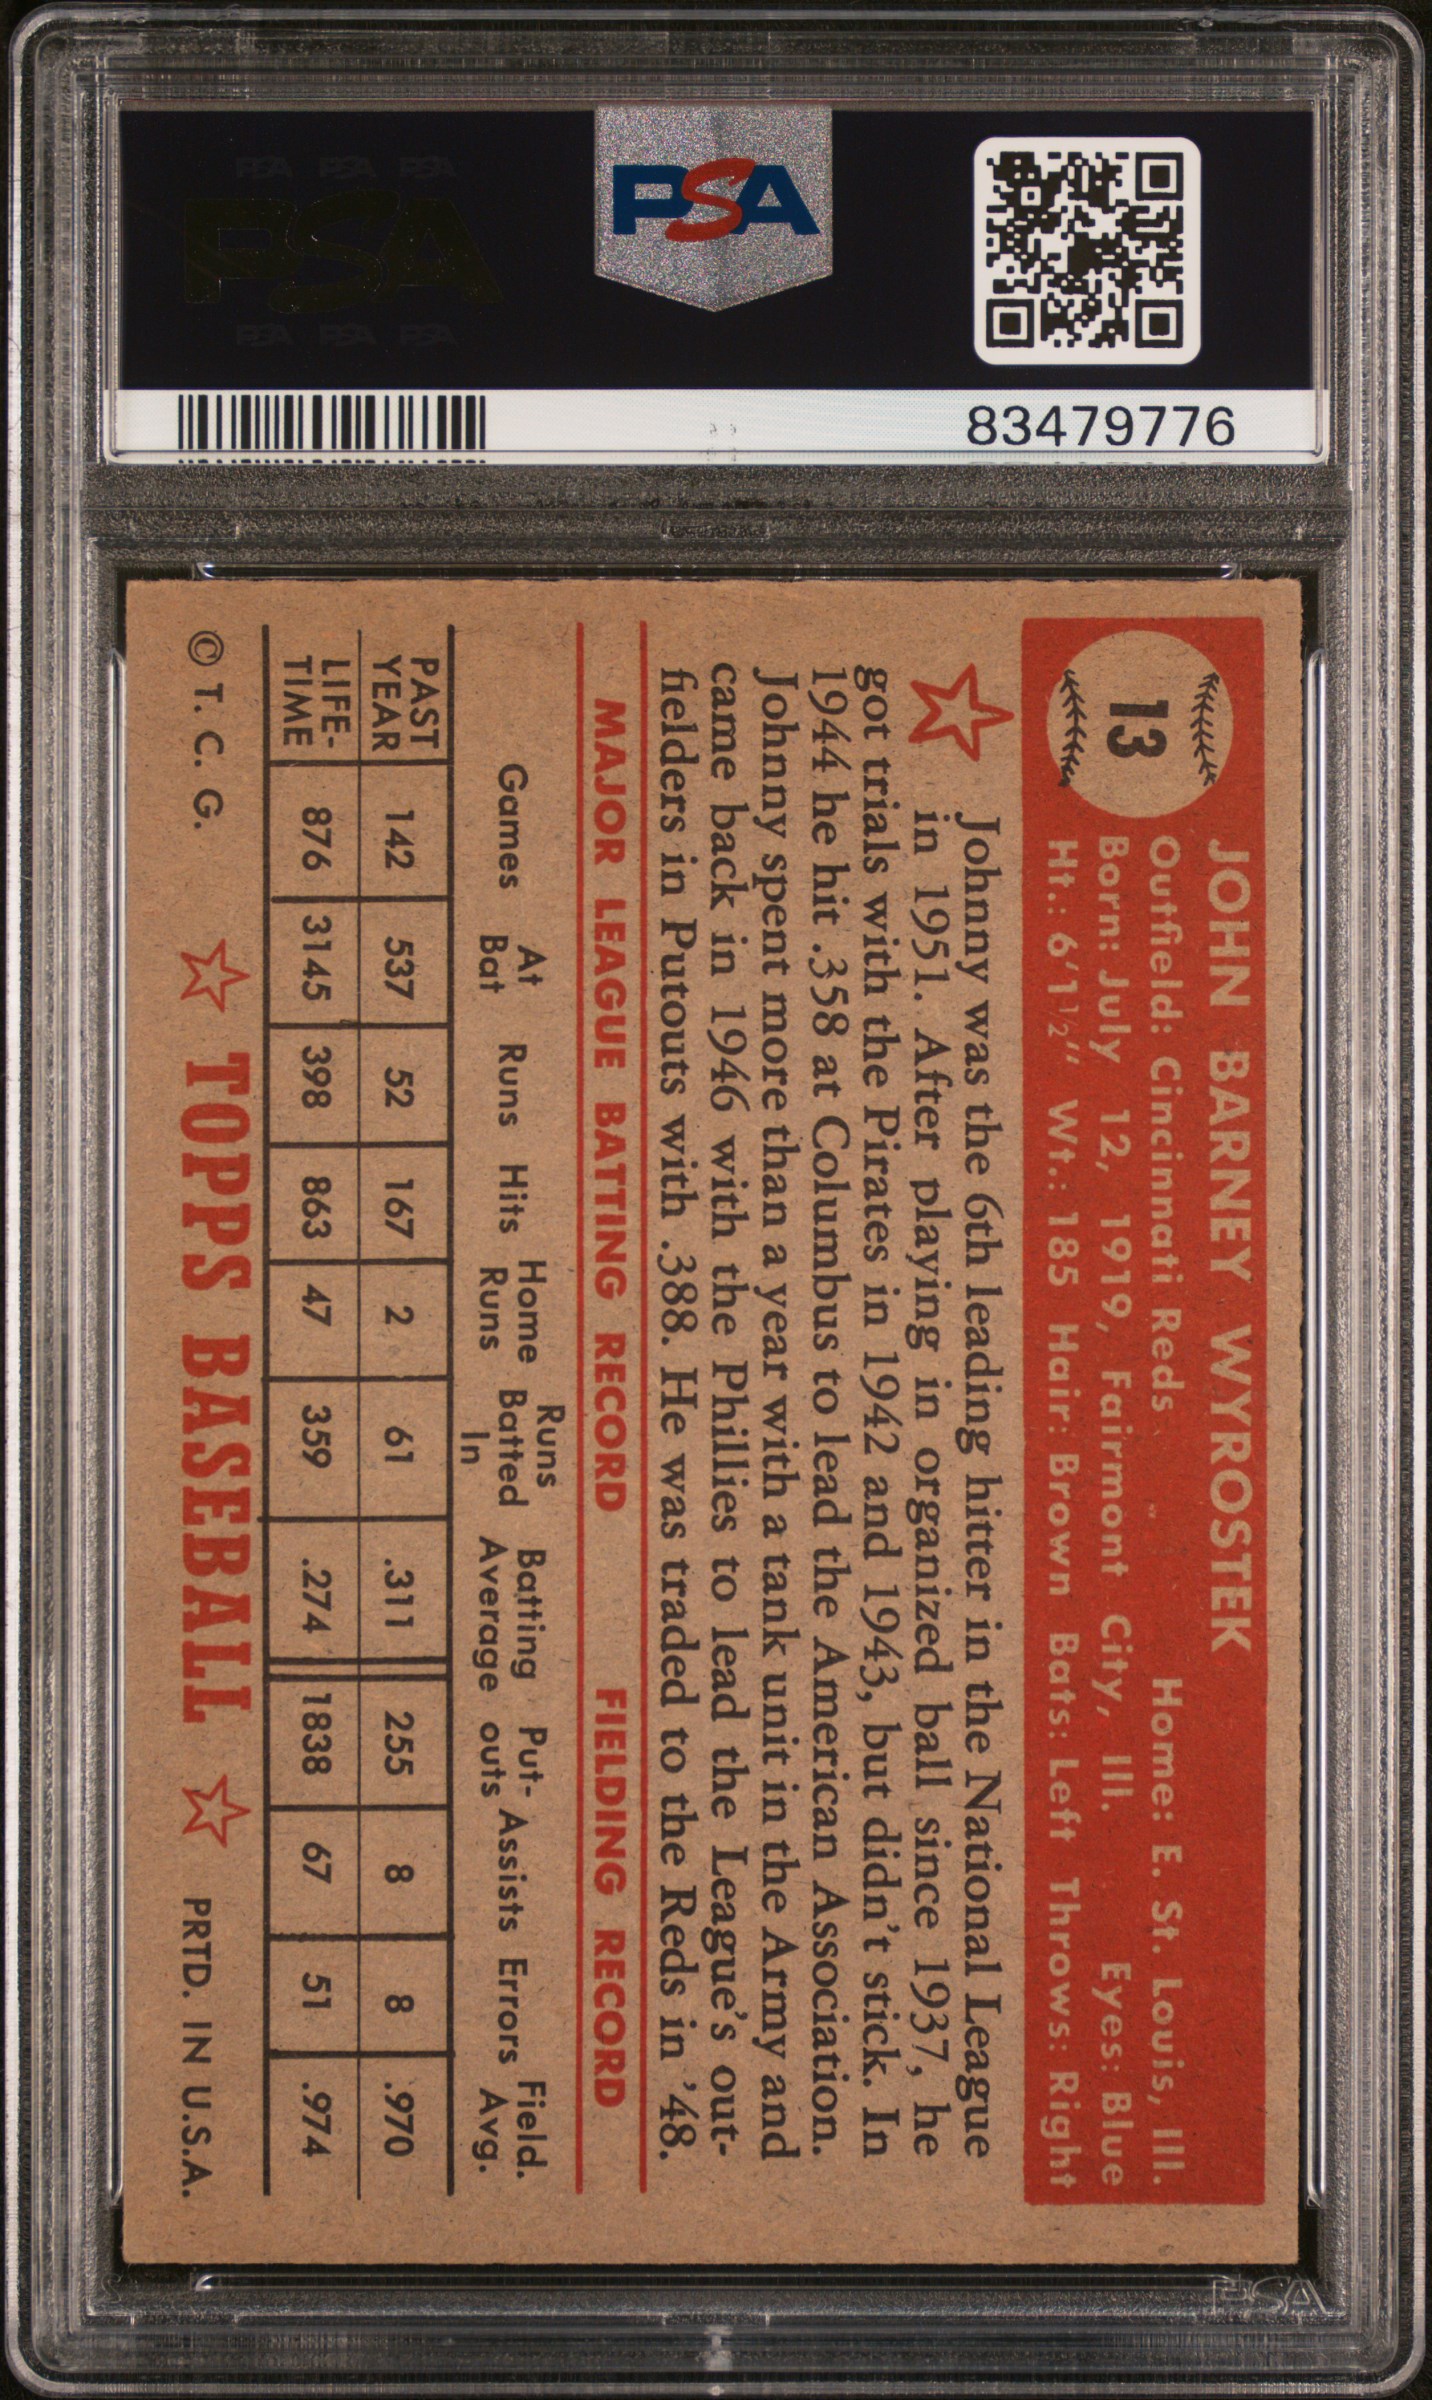 PSA PSA PSA
PSA
PSA PSA PSA
PSA
83479776
13
JOHN BARNEY WYROSTEK
Outfield: Cincinnati Reds Home: E. St. Louis, Ill.
Born: July 12, 1919, Fairmont City, Ill. Eyes: Blue
Ht.: 6'1½" Wt.: 185 Hair: Brown Bats: Left Throws: Right
Johnny was the 6th leading hitter in the National League
in 1951. After playing in organized ball since 1937, he
got trials with the Pirates in 1942 and 1943, but didn't stick. In
1944 he hit .358 at Columbus to lead the American Association.
Johnny spent more than a year with a tank unit in the Army and
came back in 1946 with the Phillies to lead the League's out-
fielders in Putouts with .388. He was traded to the Reds in '48.
MAJOR LEAGUE BATTING RECORD FIELDING RECORD
Games At Bat Runs Hits Home Runs Runs Batted In Batting Average Put-outs Assists Errors Field. Avg.
PAST YEAR 142 537 52 167 2 61 .311 255 8 8 .970
LIFE-TIME 876 3145 398 863 47 359 .274 1838 67 51 .974
© T. C. G. TOPPS BASEBALL PRTD. IN U.S.A.
PSA